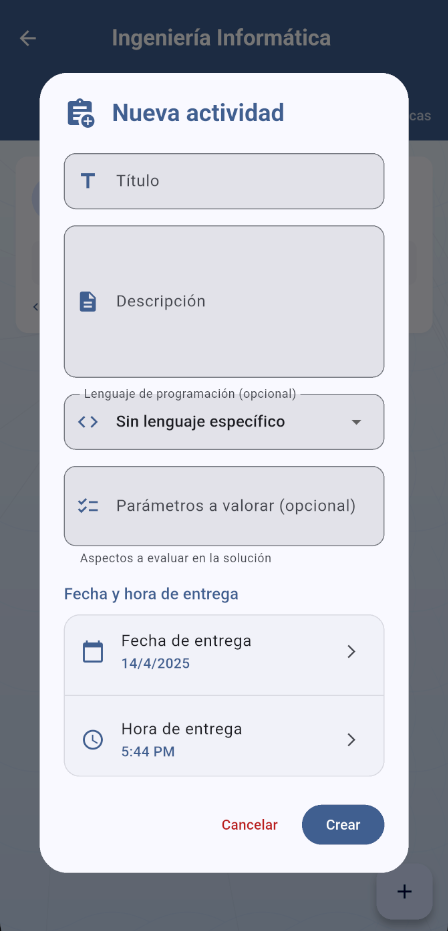 Ingeniería Informática
cas
Nueva actividad
Título
Descripción
Lenguaje de programación (opcional)
Sin lenguaje específico
Parámetros a valorar (opcional)
Aspectos a evaluar en la solución
Fecha y hora de entrega
Fecha de entrega
14/4/2025
Hora de entrega
5:44 PM
Cancelar
Crear